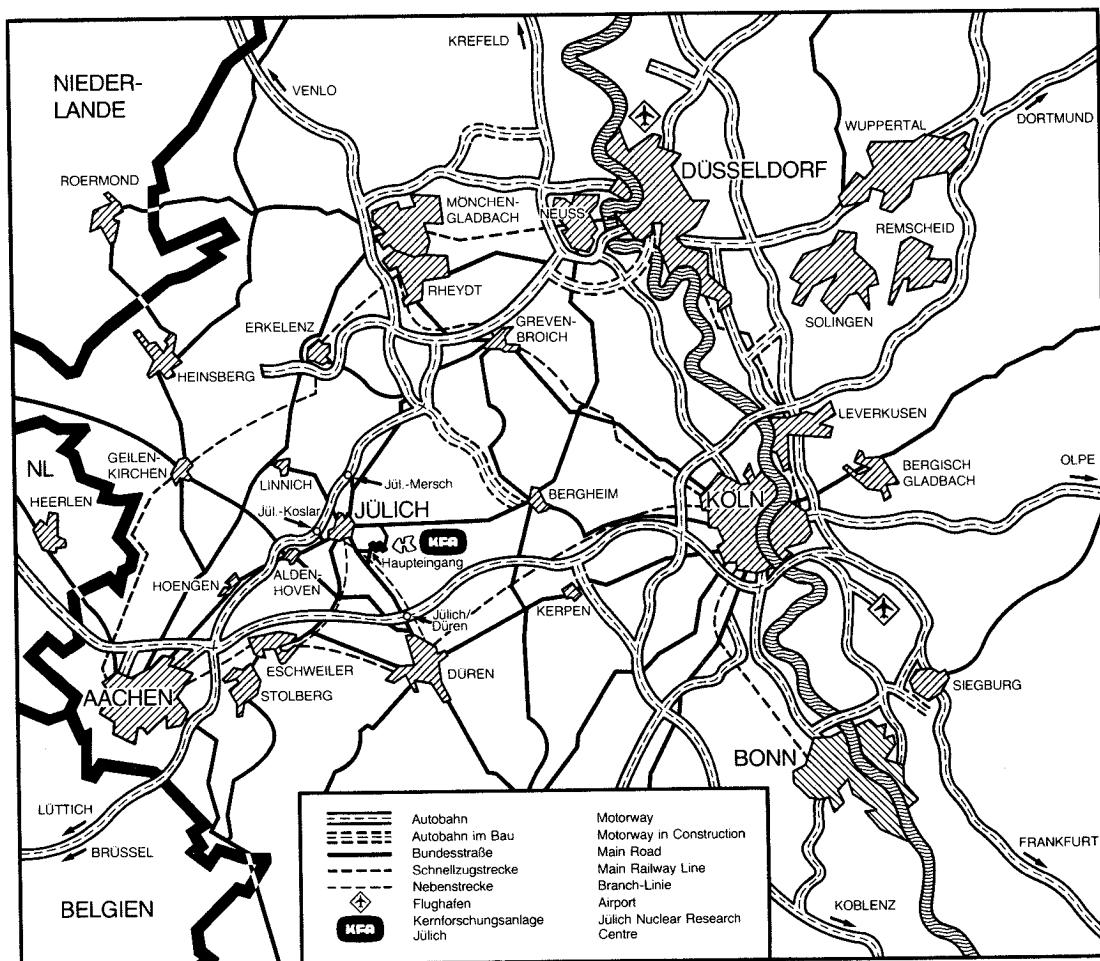 KREFELD
NIEDER-
LANDE
VENLO
DORTMUND
WUPPERTAL
DÜSSELDORF
ROERMOND
MÖNCHEN-
GLADBACH
NEUSS
REMSCHEID
RHEYDT
SOLINGEN
ERKELENZ
GREVEN-
BROICH
HEINSBERG
LEVERKUSEN
GEILEN-
KIRCHEN
NL
LINNICH
Jül.-Mersch
BERGISCH
GLADBACH
OLPE
HEERLEN
Jül.-Koslar
JÜLICH
BERGHEIM
KÖLN
KFA
Haupteingang
HOENGEN
ALDEN-
HOVEN
Jülich/
Düren
KERPEN
ESCHWEILER
DÜREN
SIEGBURG
AACHEN
STOLBERG
BONN
LÜTTICH
BRÜSSEL
FRANKFURT
BELGIEN
KOBLENZ
Autobahn Motorway
Autobahn im Bau Motorway in Construction
Bundesstraße Main Road
Schnellzugstrecke Main Railway Line
Nebenstrecke Branch-Linie
Flughafen Airport
KFA Kernforschungsanlage Jülich Nuclear Research
Jülich Centre